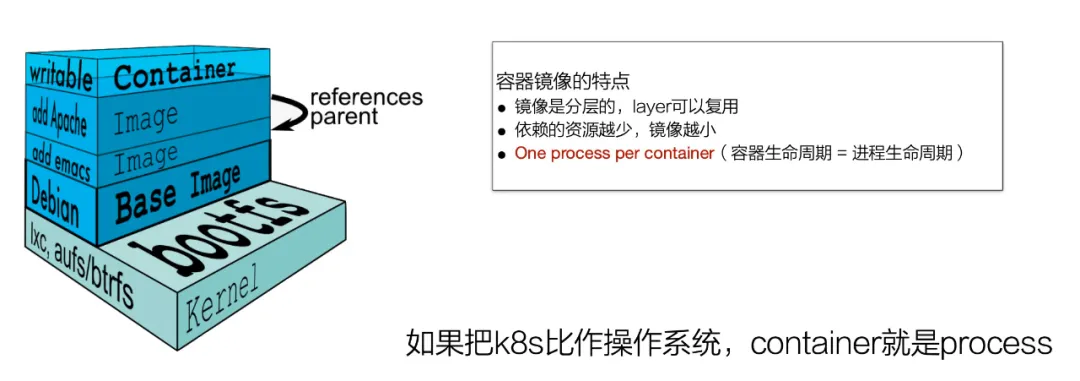 writable Container
add Apache Image
references
parent
add emacs Image
Debian Base Image
lxc, aufs/btrfs bootfs
Kernel
容器镜像的特点
• 镜像是分层的，layer可以复用
• 依赖的资源越少，镜像越小
• One process per container（容器生命周期 = 进程生命周期）
如果把k8s比作操作系统，container就是process